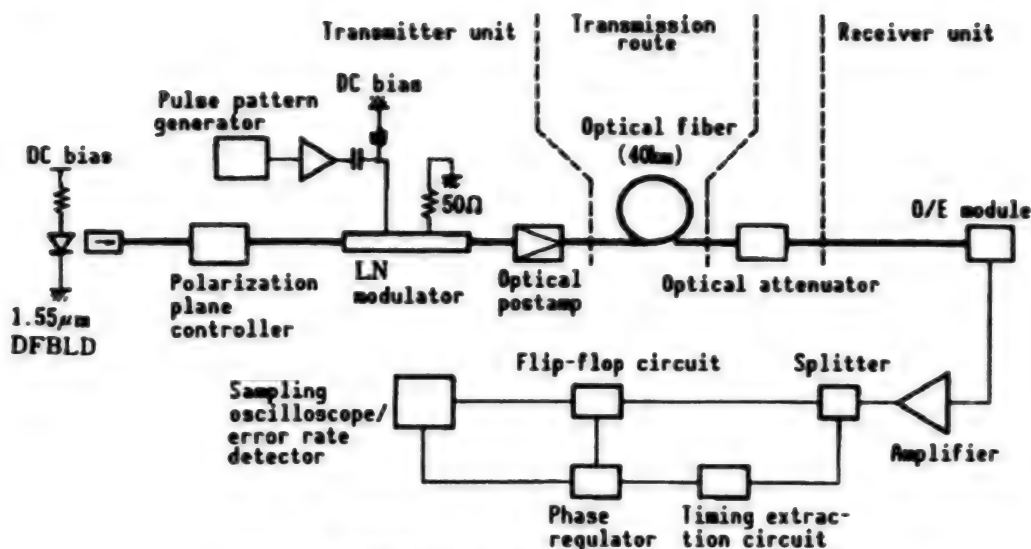 Transmitter unit
Transmission
route
Receiver unit
DC bias
Pulse pattern
generator
DC bias
Optical fiber
(40km)
50Ω
O/E module
LN
modulator
Polarization
plane
controller
Optical
postamp
Optical attenuator
1.55μm
DFBLD
Flip-flop circuit
Splitter
Sampling
oscilloscope/
error rate
detector
Amplifier
Phase
regulator
Timing extrac-
tion circuit